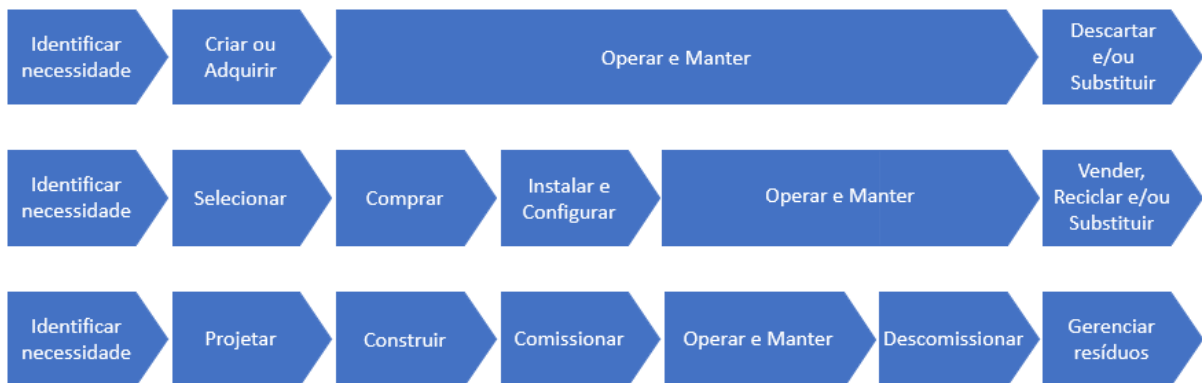 Identificar
necessidade
Criar ou
Adquirir
Operar e Manter
Descartar
e/ou
Substituir
Identificar
necessidade
Selecionar
Comprar
Instalar e
Configurar
Operar e Manter
Vender,
Reciclar e/ou
Substituir
Identificar
necessidade
Projetar
Construir
Comissionar
Operar e Manter
Descomissionar
Gerenciar
resíduos